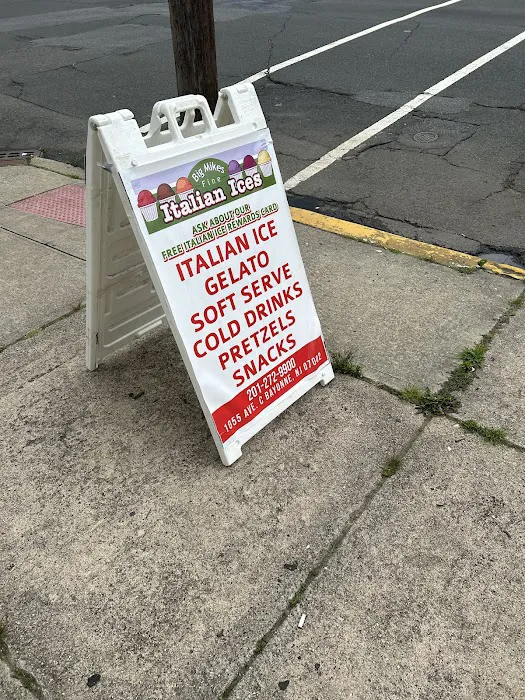 Big Mikes
Fine
Italian Ices
ASK ABOUT OUR
FREE ITALIAN ICE REWARDS CARD
ITALIAN ICE
GELATO
SOFT SERVE
COLD DRINKS
PRETZELS
SNACKS
201-272-9900
1055 AVE. C BAYONNE, NJ 07002